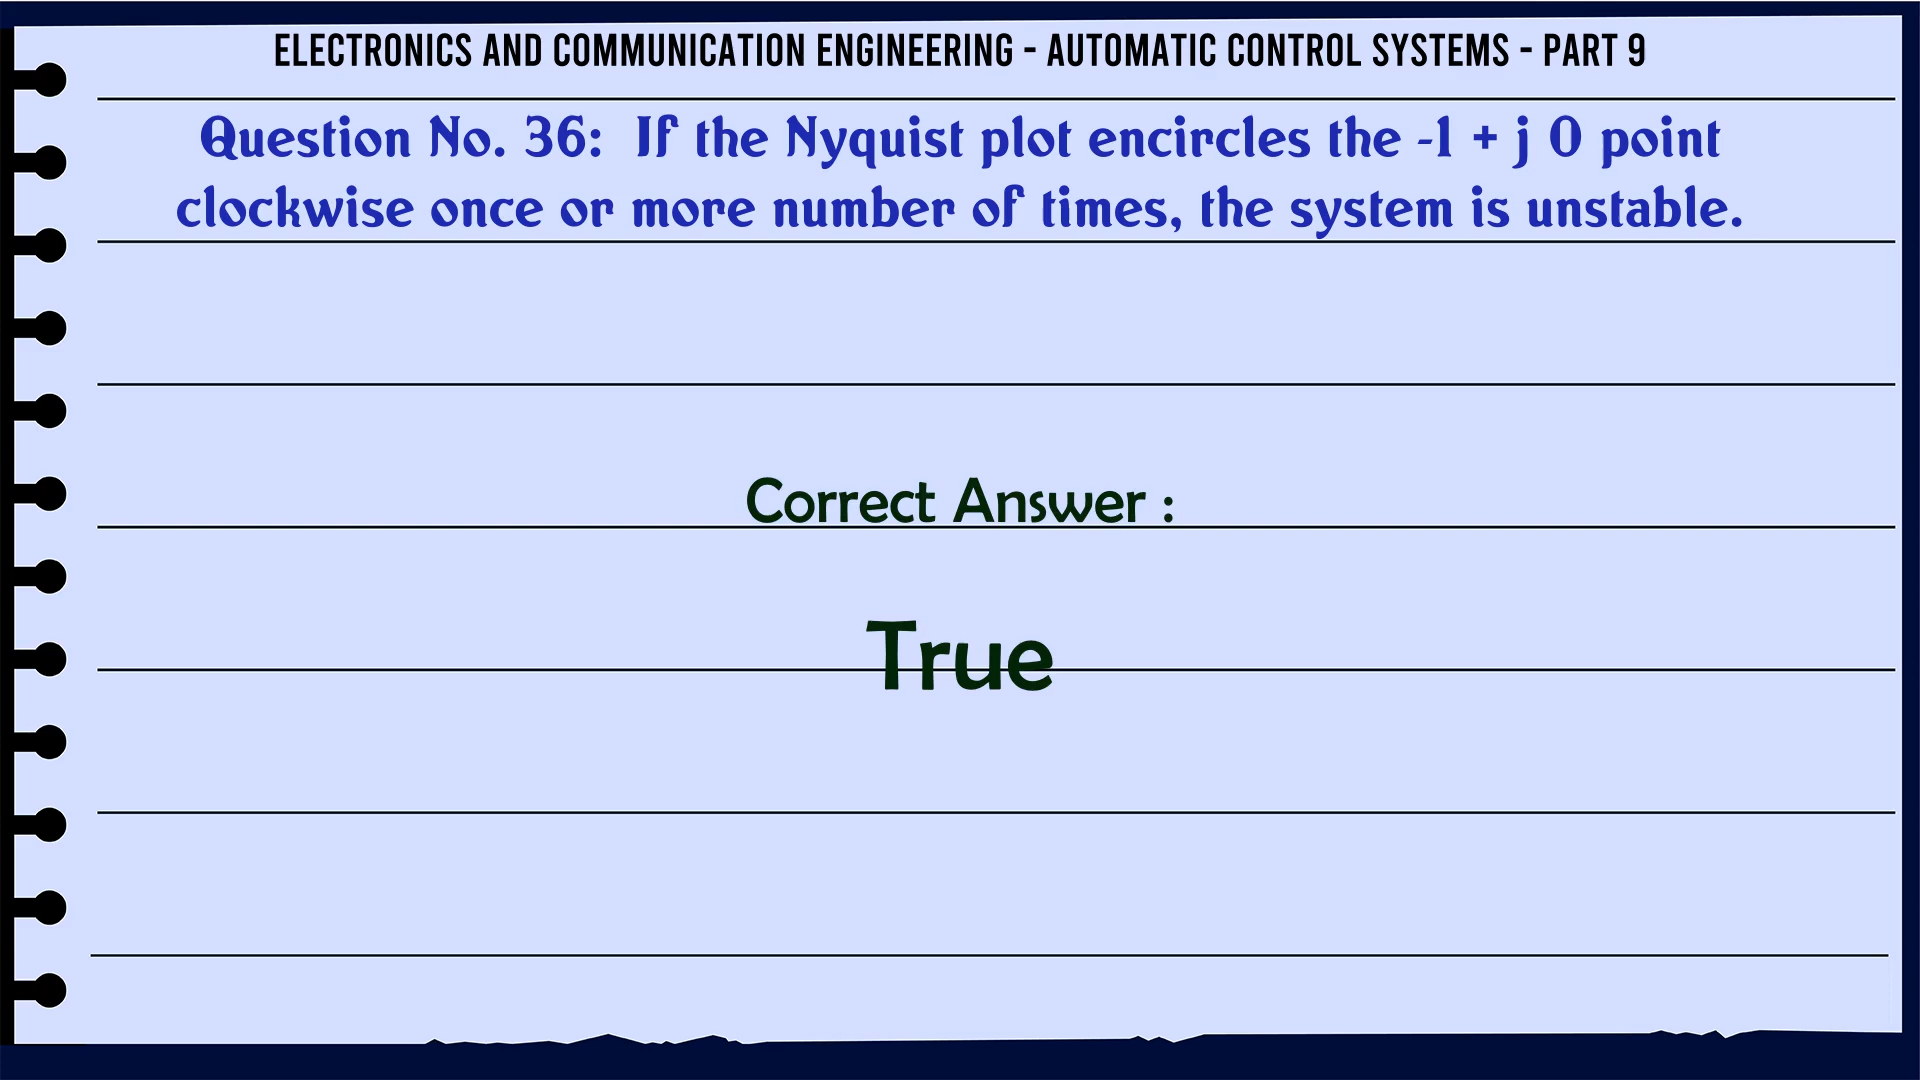 ELECTRONICS AND COMMUNICATION ENGINEERING - AUTOMATIC CONTROL SYSTEMS - PART 9
Question No. 36:  If the Nyquist plot encircles the -1 + j 0 point
clockwise once or more number of times, the system is unstable.
Correct Answer :
True